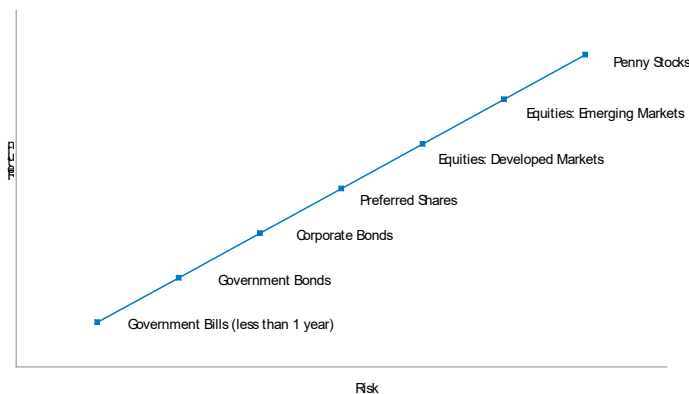 Penny Stocks
Equities: Emerging Markets
Equities: Developed Markets
Preferred Shares
Corporate Bonds
Government Bonds
Government Bills (less than 1 year)
Risk